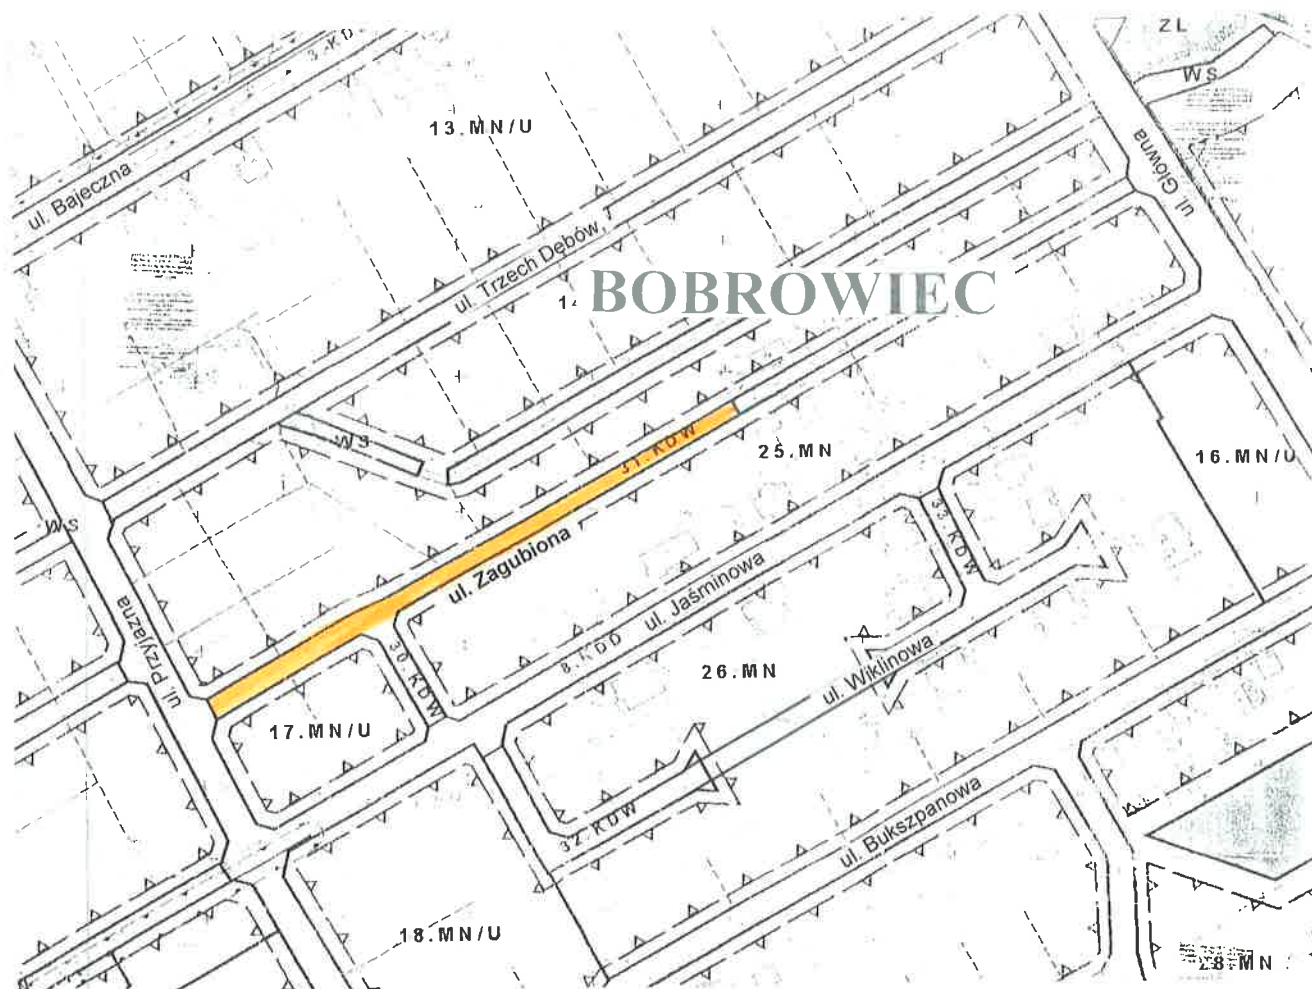 3.KD
ZL
WS
13.MN/U
ul. Główna
ul. Bajeczna
ul. Trzech Dębów
BOBROWIEC
WS
31.KDW
25.MN
16.MN/U
WS
33.KDW
ul. Zagubiona
ul. Jaśminowa
8.KDD
ul. Przyjazna
30.KDW
26.MN
ul. Wiklinowa
17.MN/U
32.KDW
ul. Bukszpanowa
18.MN/U
28.MN